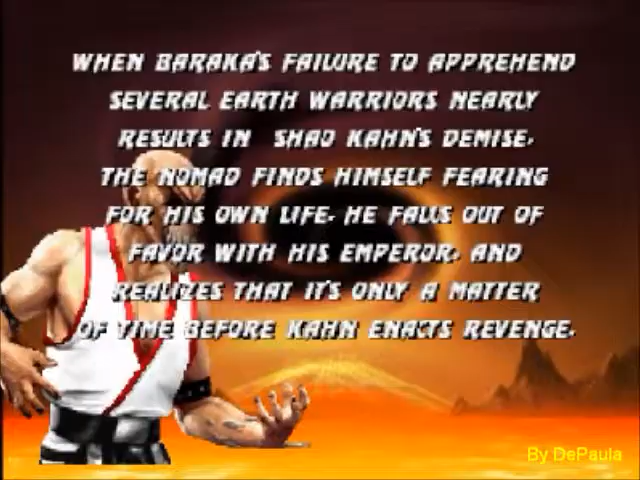 WHEN BARAKA'S FAILURE TO APPREHEND
SEVERAL EARTH WARRIORS NEARLY
RESULTS IN SHAO KAHN'S DEMISE,
THE NOMAD FINDS HIMSELF FEARING
FOR HIS OWN LIFE. HE FALLS OUT OF
FAVOR WITH HIS EMPEROR, AND
REALIZES THAT IT'S ONLY A MATTER
OF TIME BEFORE KAHN ENACTS REVENGE.
By DePaula